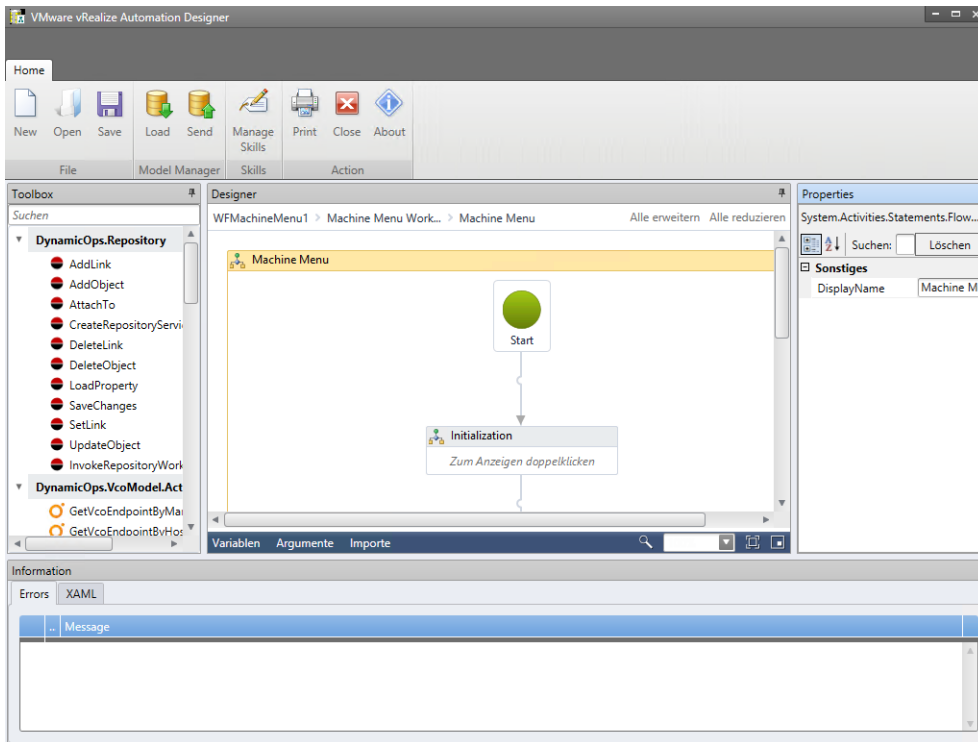 VMware vRealize Automation Designer
Home
New Open Save Load Send Manage Skills Print Close About
File Model Manager Skills Action
Toolbox
Suchen
DynamicOps.Repository
AddLink
AddObject
AttachTo
CreateRepositoryServi
DeleteLink
DeleteObject
LoadProperty
SaveChanges
SetLink
UpdateObject
InvokeRepositoryWork
DynamicOps.VcoModel.Act
GetVcoEndpointByMa
GetVcoEndpointByHos
Designer
WFMachineMenu1 > Machine Menu Work... > Machine Menu Alle erweitern Alle reduzieren
Machine Menu
Start
Initialization
Zum Anzeigen doppelklicken
Variablen Argumente Importe
Properties
System.Activities.Statements.Flow...
Suchen: Löschen
Sonstiges
DisplayName Machine M
Information
Errors XAML
.. Message